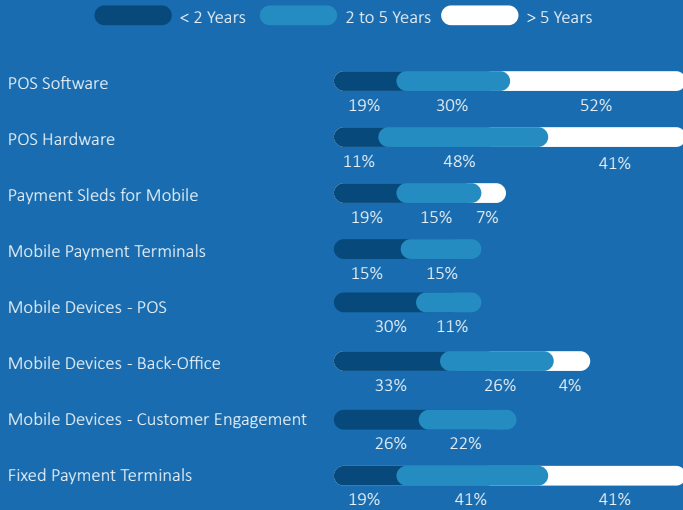 < 2 Years 2 to 5 Years > 5 Years
POS Software
19% 30% 52%
POS Hardware
11% 48% 41%
Payment Sleds for Mobile
19% 15% 7%
Mobile Payment Terminals
15% 15%
Mobile Devices - POS
30% 11%
Mobile Devices - Back-Office
33% 26% 4%
Mobile Devices - Customer Engagement
26% 22%
Fixed Payment Terminals
19% 41% 41%